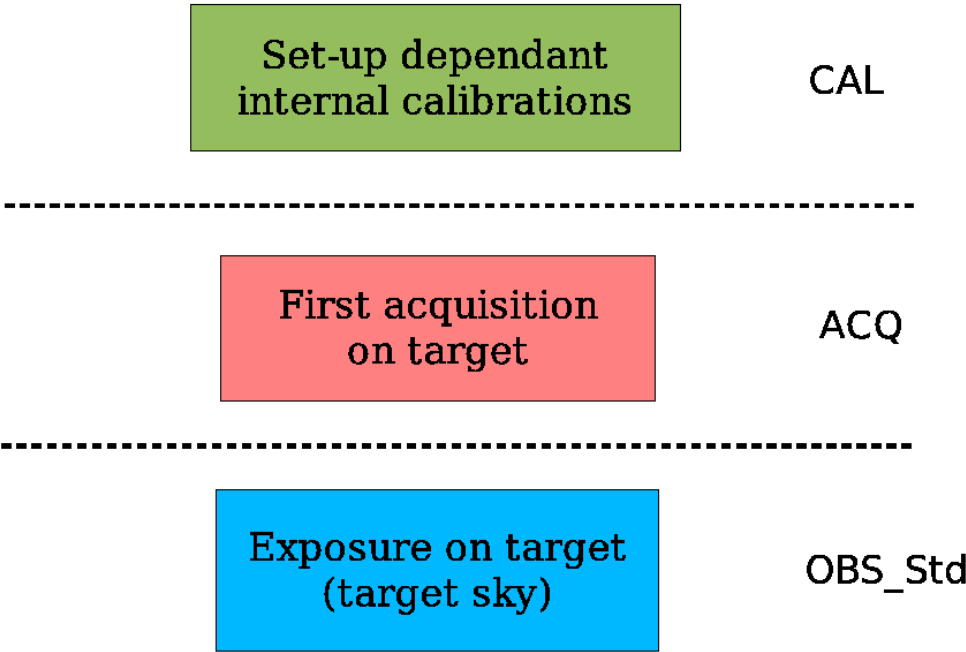 Set-up dependant
internal calibrations
CAL
First acquisition
on target
ACQ
Exposure on target
(target sky)
OBS_Std